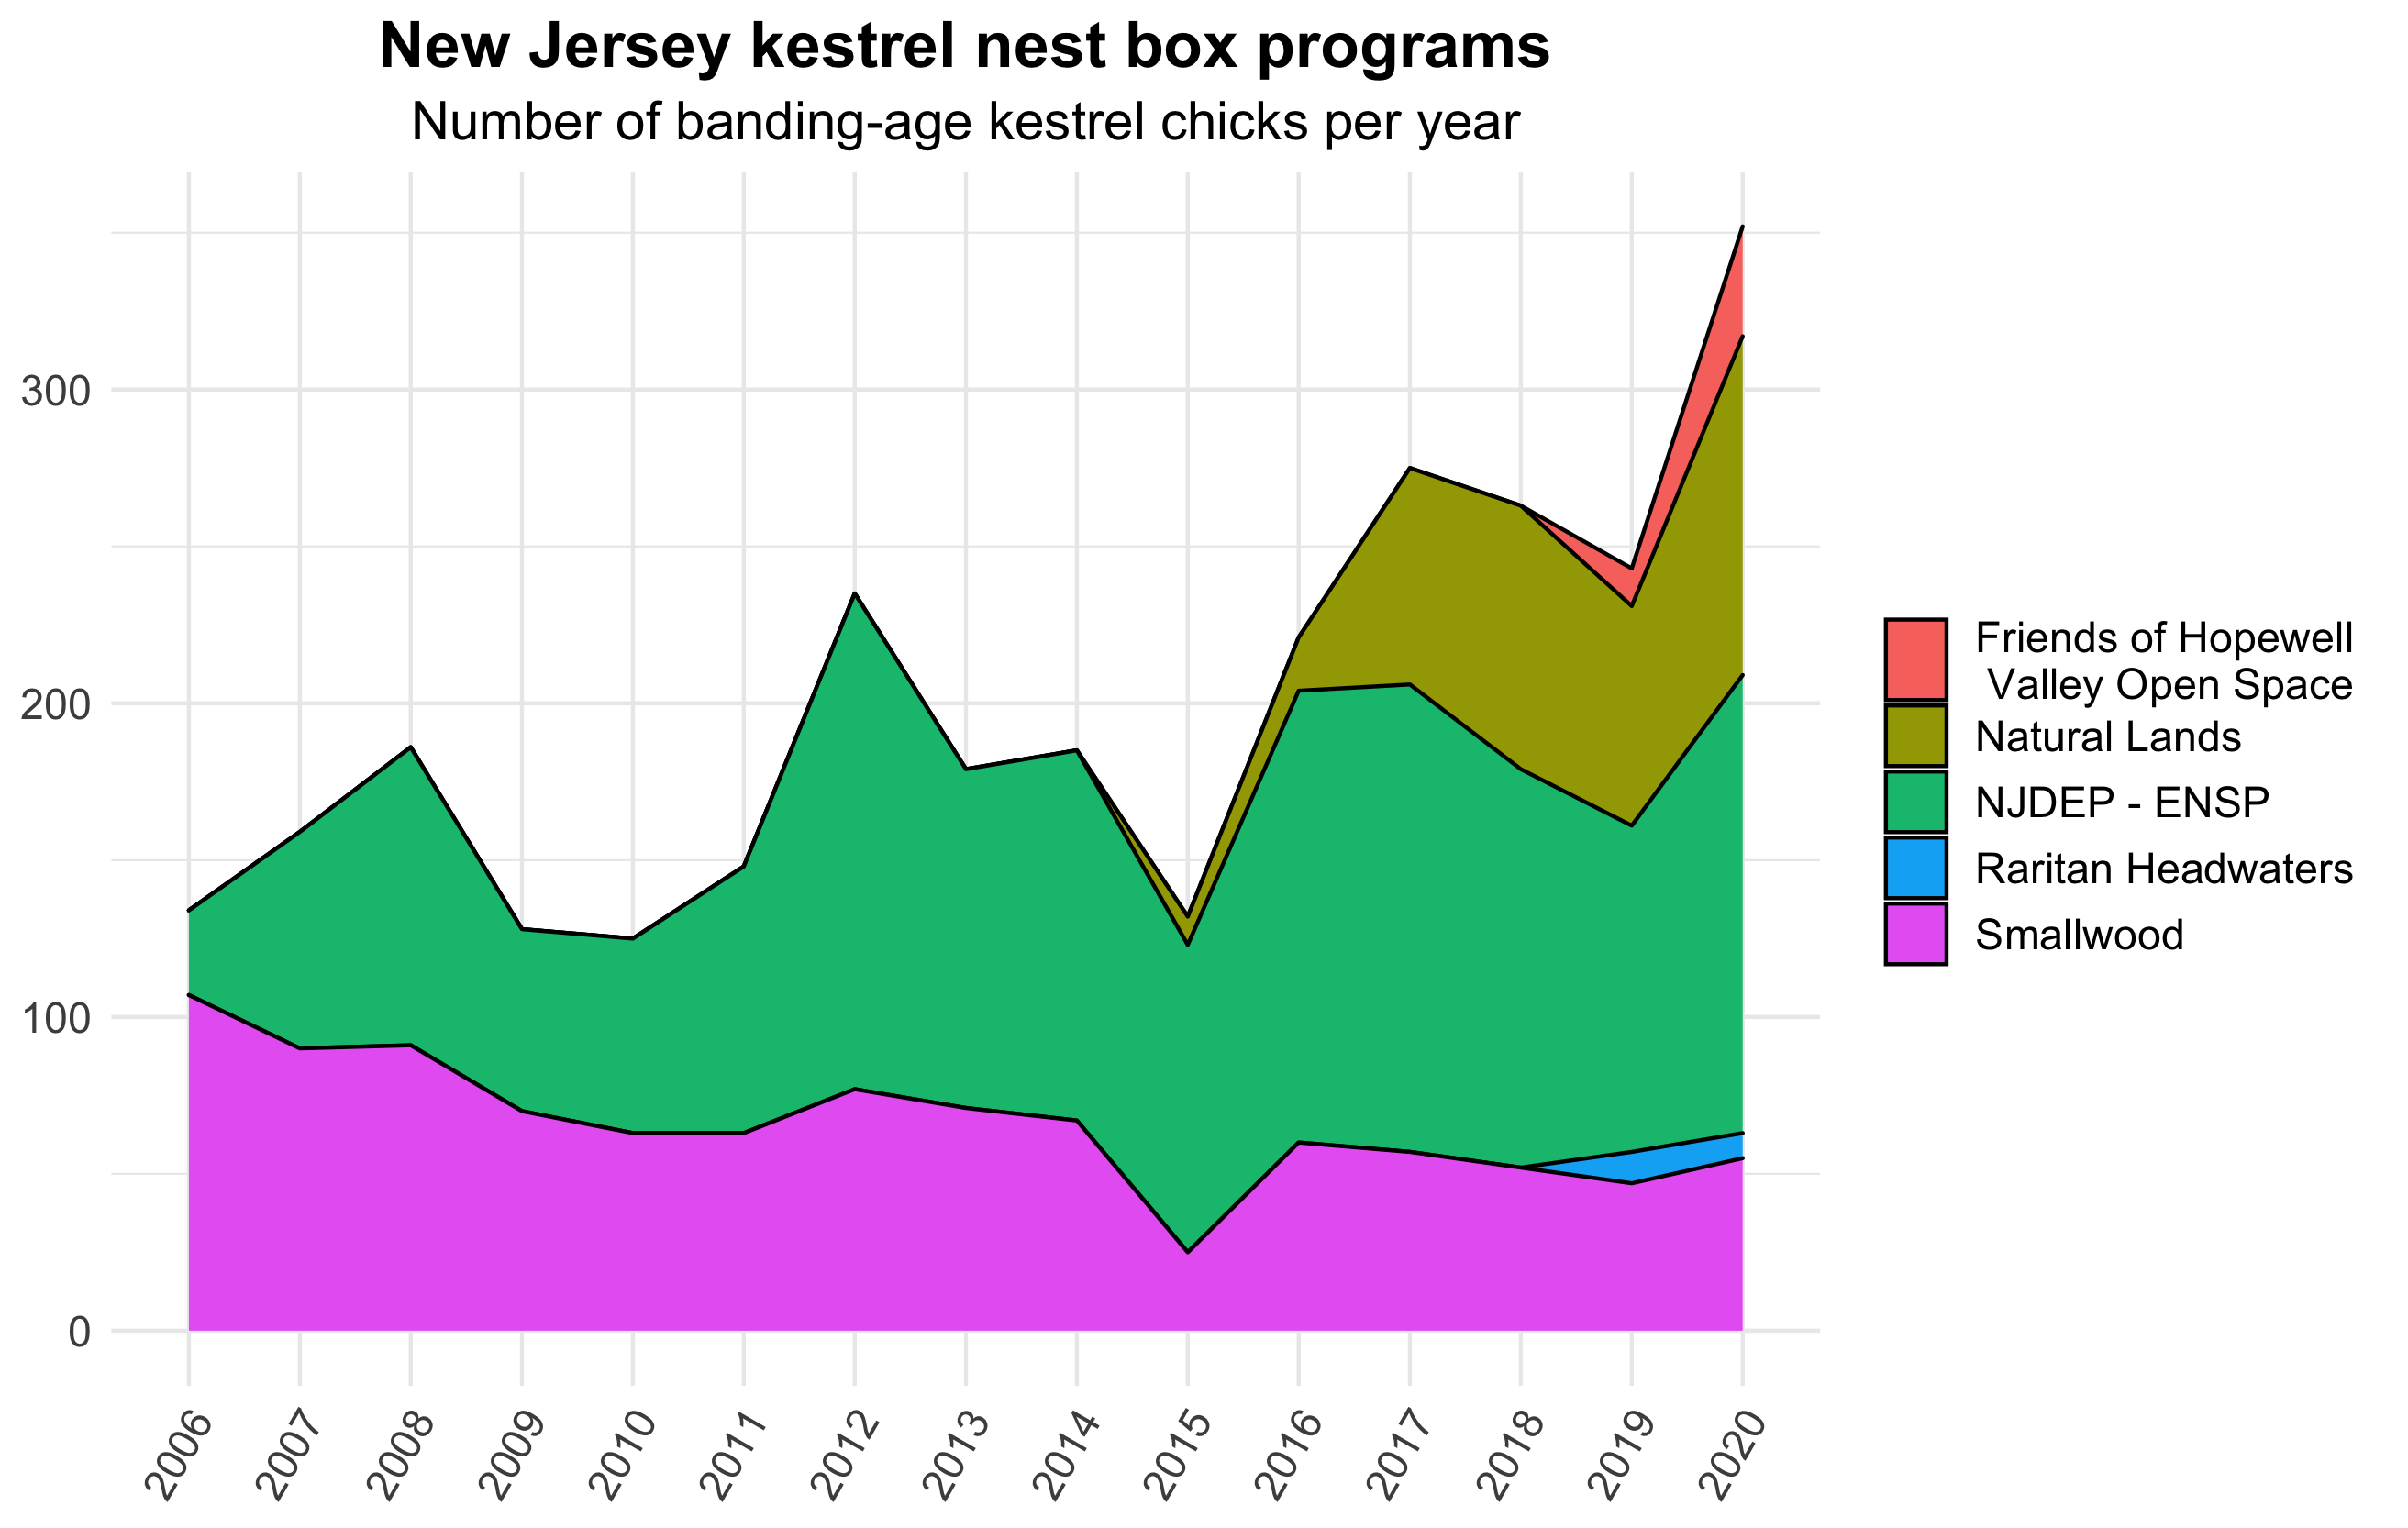 New Jersey kestrel nest box programs
Number of banding-age kestrel chicks per year
300
200
100
0
2006
2007
2008
2009
2010
2011
2012
2013
2014
2015
2016
2017
2018
2019
2020
Friends of Hopewell
Valley Open Space
Natural Lands
NJDEP - ENSP
Raritan Headwaters
Smallwood